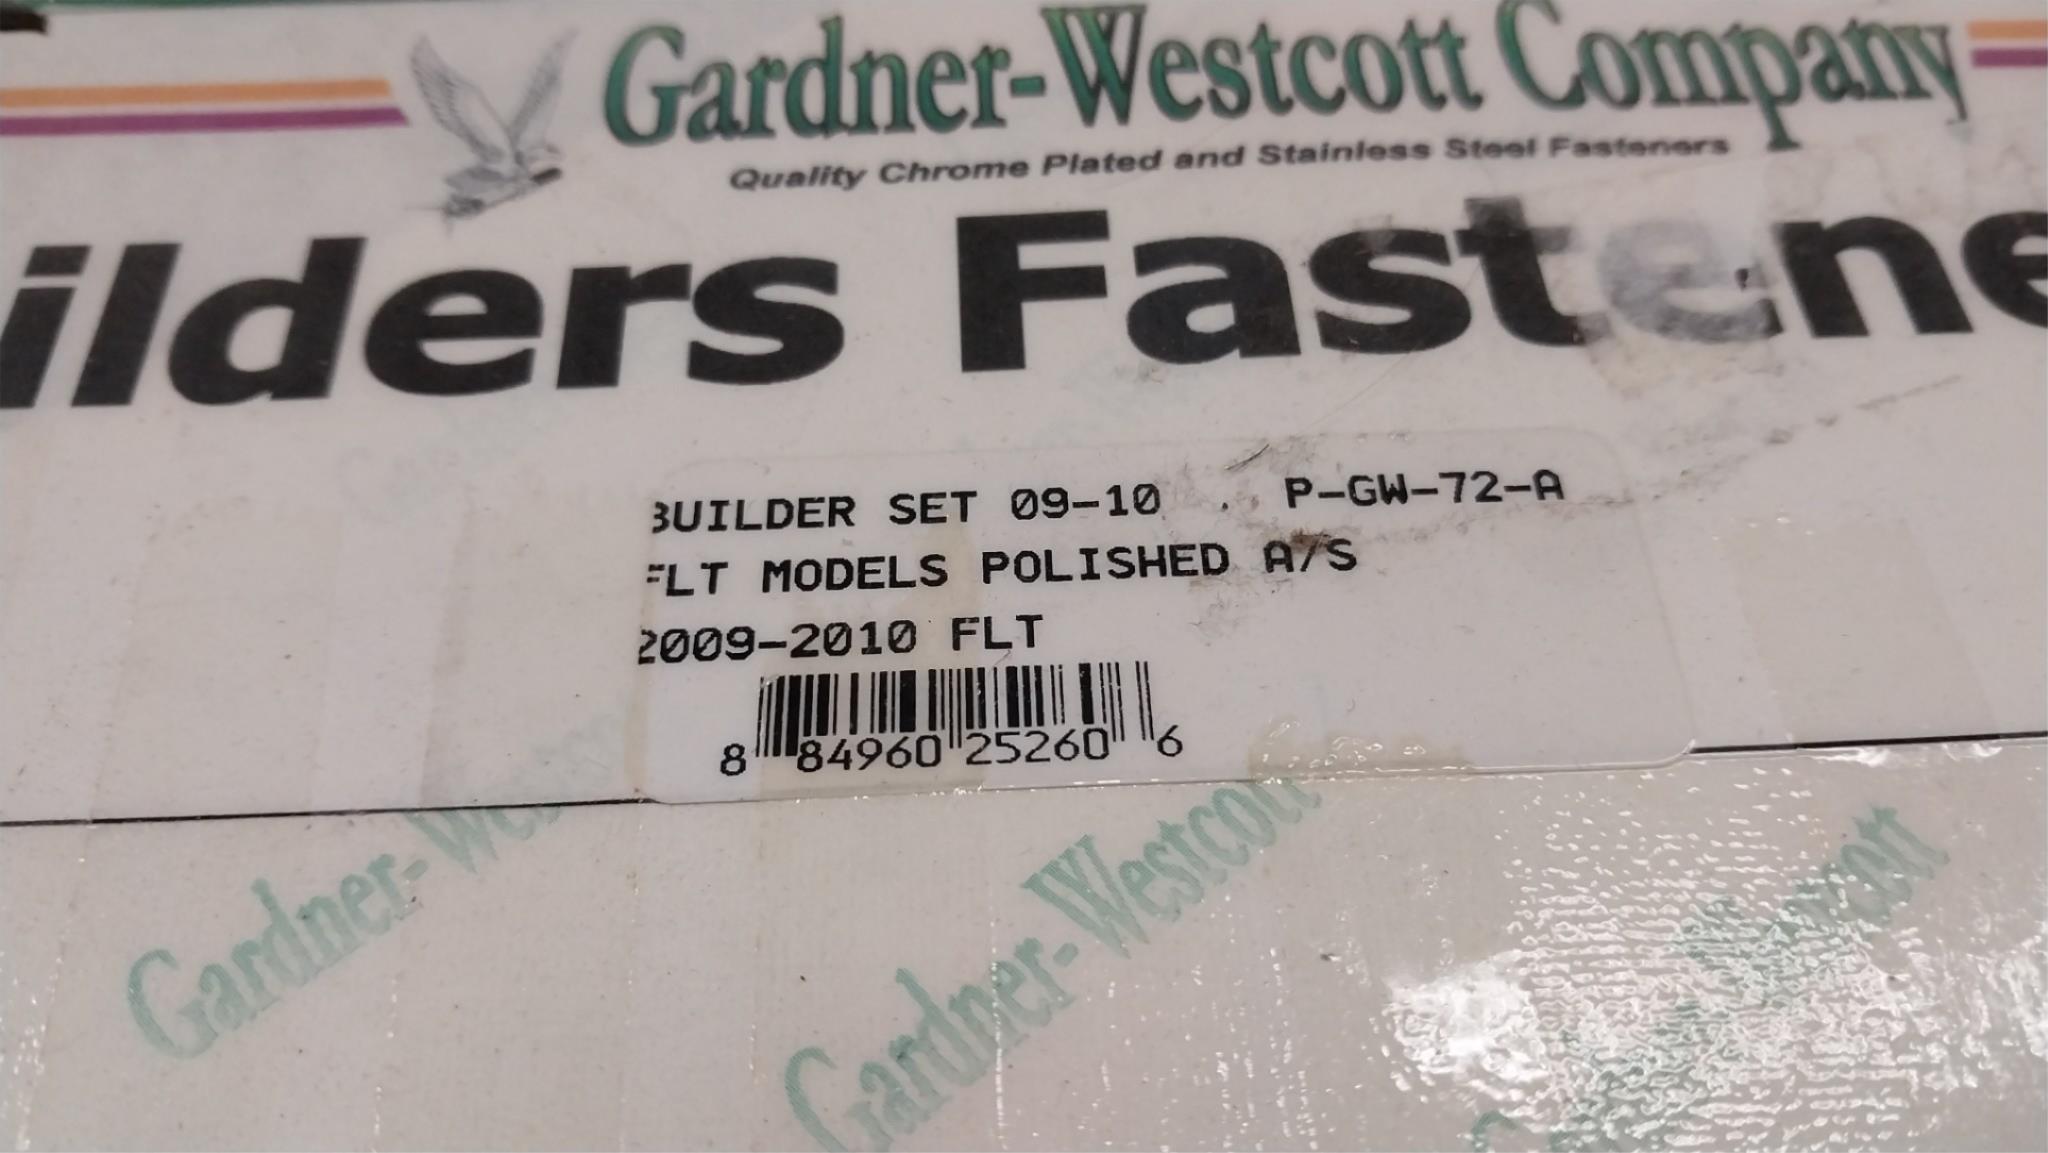 Gardner-Westcott Company
Quality Chrome Plated and Stainless Steel Fasteners
ilders Fastene
BUILDER SET 09-10 . P-GW-72-A
FLT MODELS POLISHED A/S
2009-2010 FLT
8 84960 25260 6
Gardner-Westcott
Gardner-Westcott